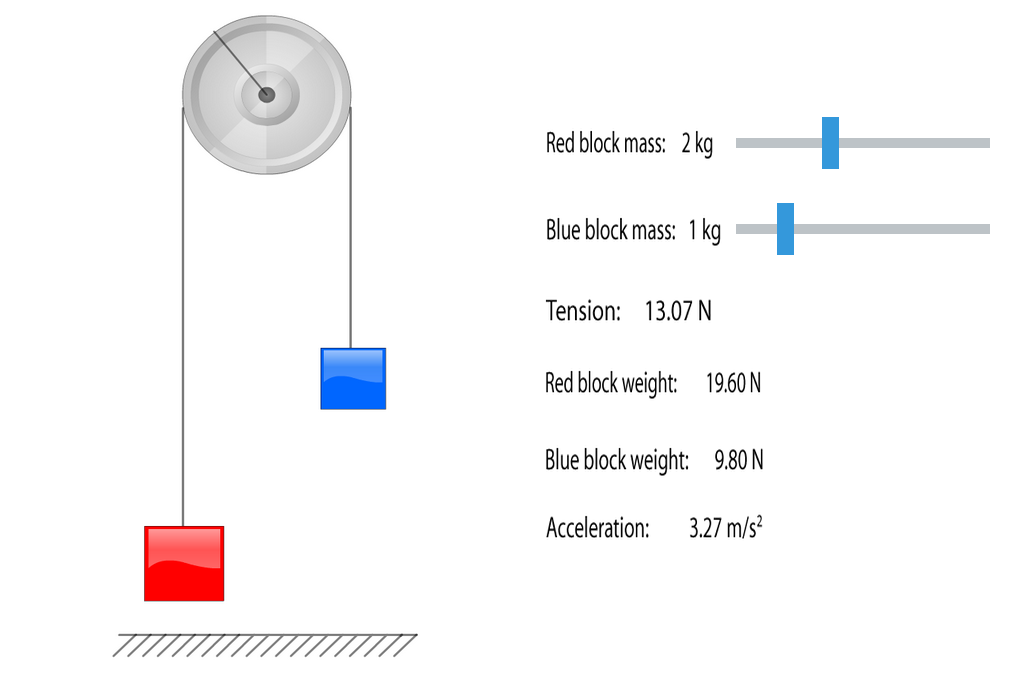 Red block mass: 2 kg
Blue block mass: 1 kg
Tension: 13.07 N
Red block weight: 19.60 N
Blue block weight: 9.80 N
Acceleration: 3.27 m/s²